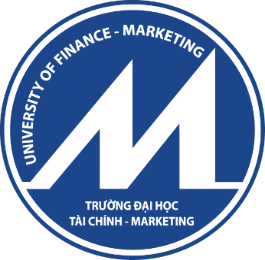 UNIVERSITY OF FINANCE - MARKETING
TRƯỜNG ĐẠI HỌC
TÀI CHÍNH - MARKETING